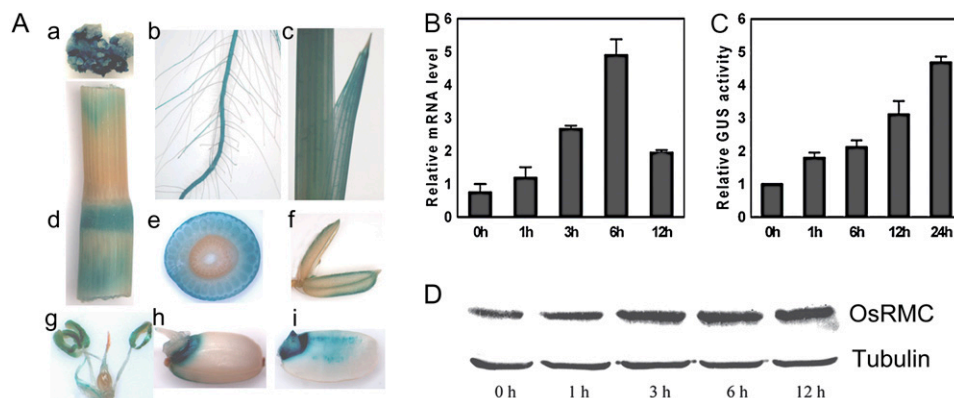 A
a
b
c
d
e
f
g
h
i
B
Relative mRNA level
6
5
4
3
2
1
0
0h 1h 3h 6h 12h
C
Relative GUS activity
6
5
4
3
2
1
0
0h 1h 6h 12h 24h
D
OsRMC
Tubulin
0 h 1 h 3 h 6 h 12 h